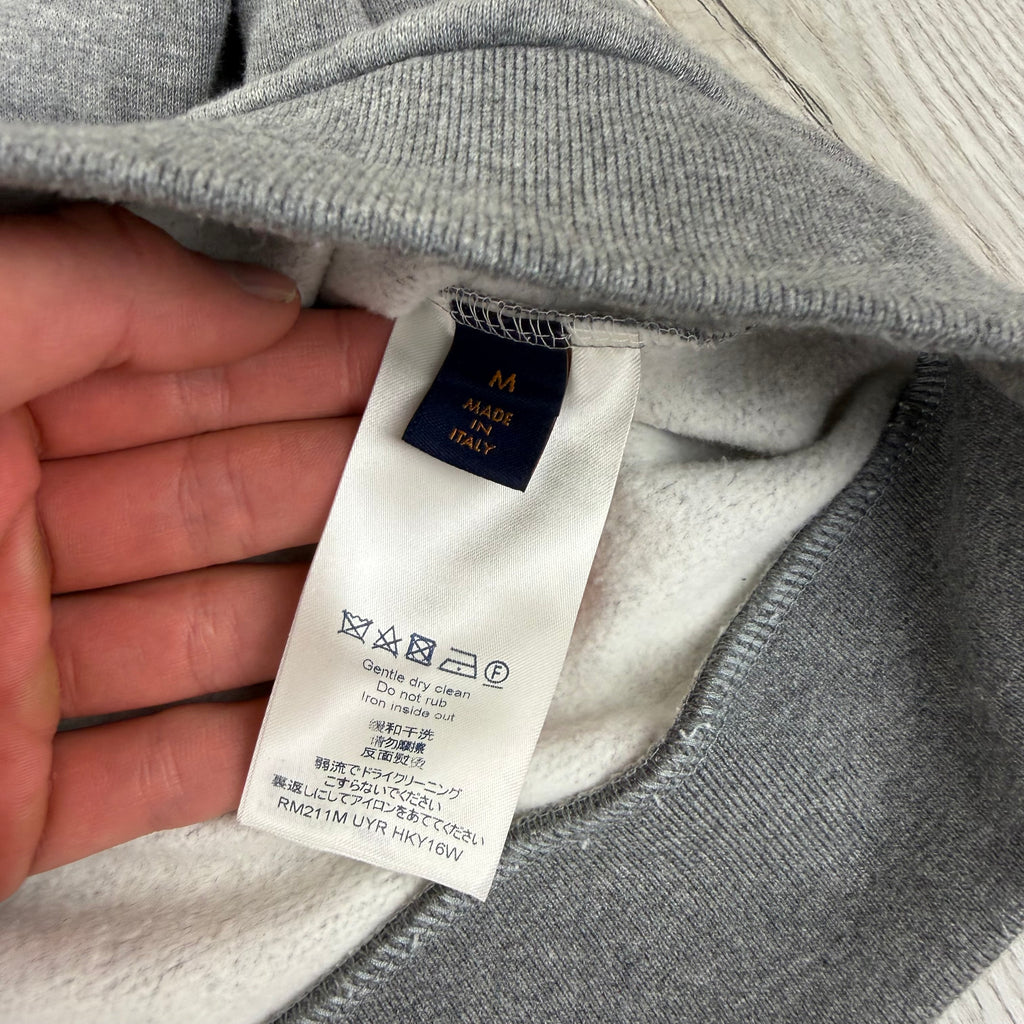 M
MADE
IN
ITALY
F
Gentle dry clean
Do not rub
Iron inside out
缓和干洗
请勿摩擦
反面熨烫
弱流でドライクリーニング
こすらないでください
裏返しにしてアイロンをあててください
RM211M UYR HKY16W